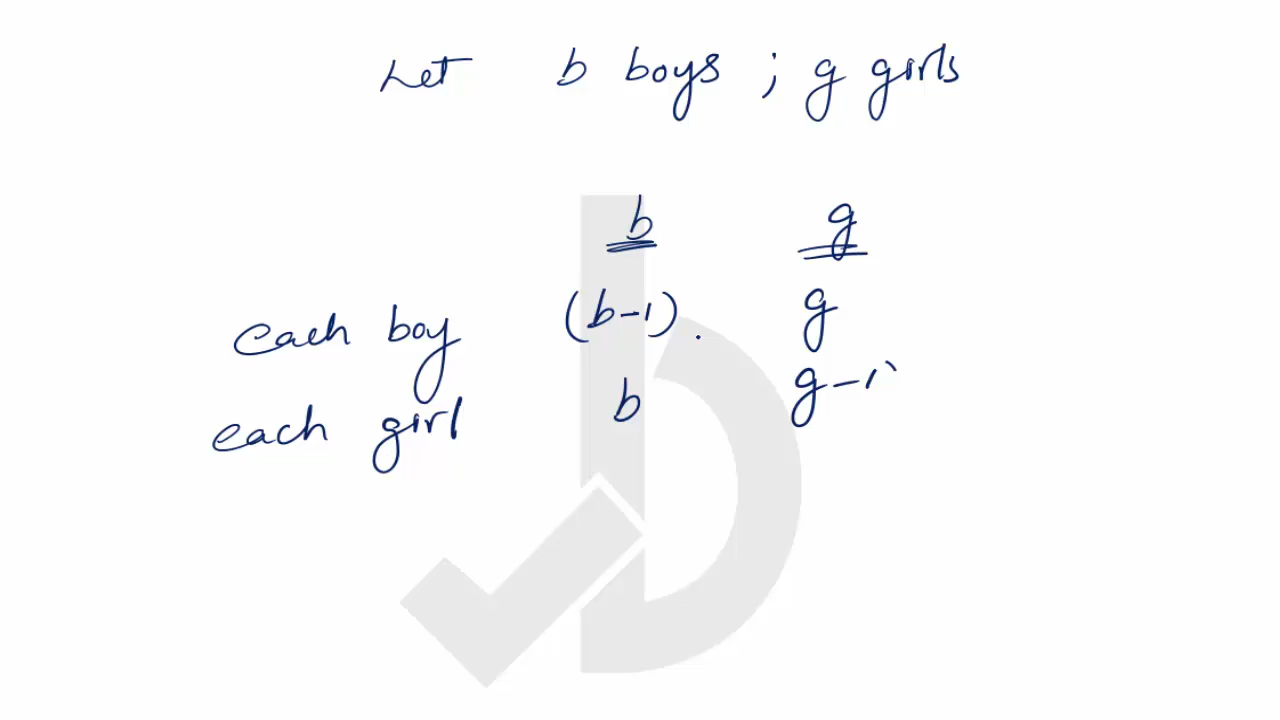 Let b boys ; g girls
b g
each boy (b-1) . g
each girl b g-1